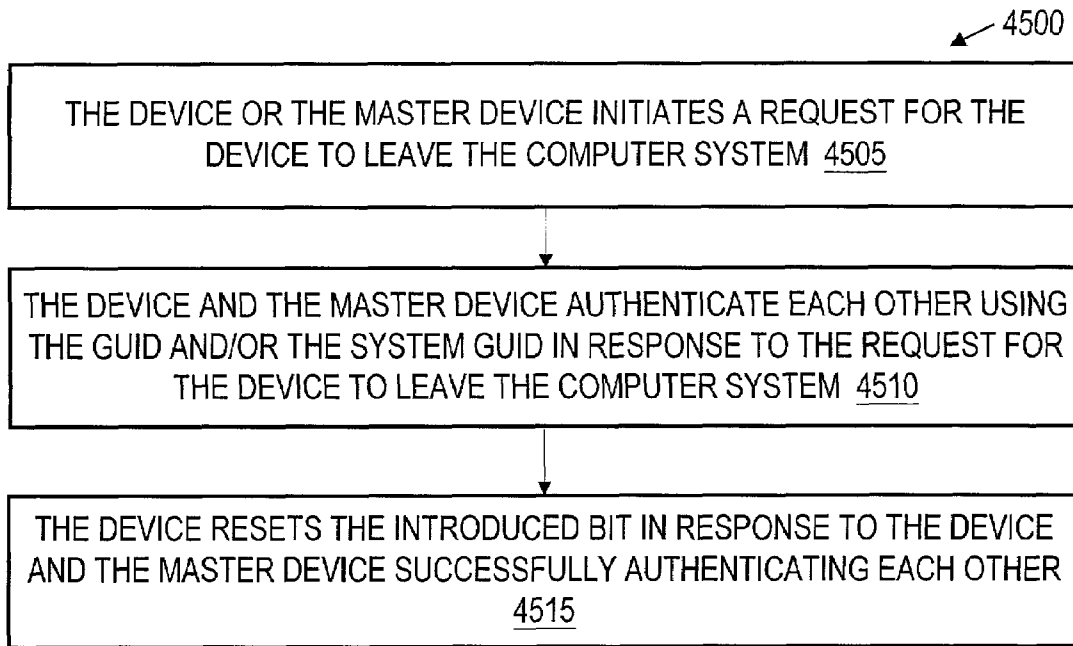 4500
THE DEVICE OR THE MASTER DEVICE INITIATES A REQUEST FOR THE
DEVICE TO LEAVE THE COMPUTER SYSTEM 4505
THE DEVICE AND THE MASTER DEVICE AUTHENTICATE EACH OTHER USING
THE GUID AND/OR THE SYSTEM GUID IN RESPONSE TO THE REQUEST FOR
THE DEVICE TO LEAVE THE COMPUTER SYSTEM 4510
THE DEVICE RESETS THE INTRODUCED BIT IN RESPONSE TO THE DEVICE
AND THE MASTER DEVICE SUCCESSFULLY AUTHENTICATING EACH OTHER
4515